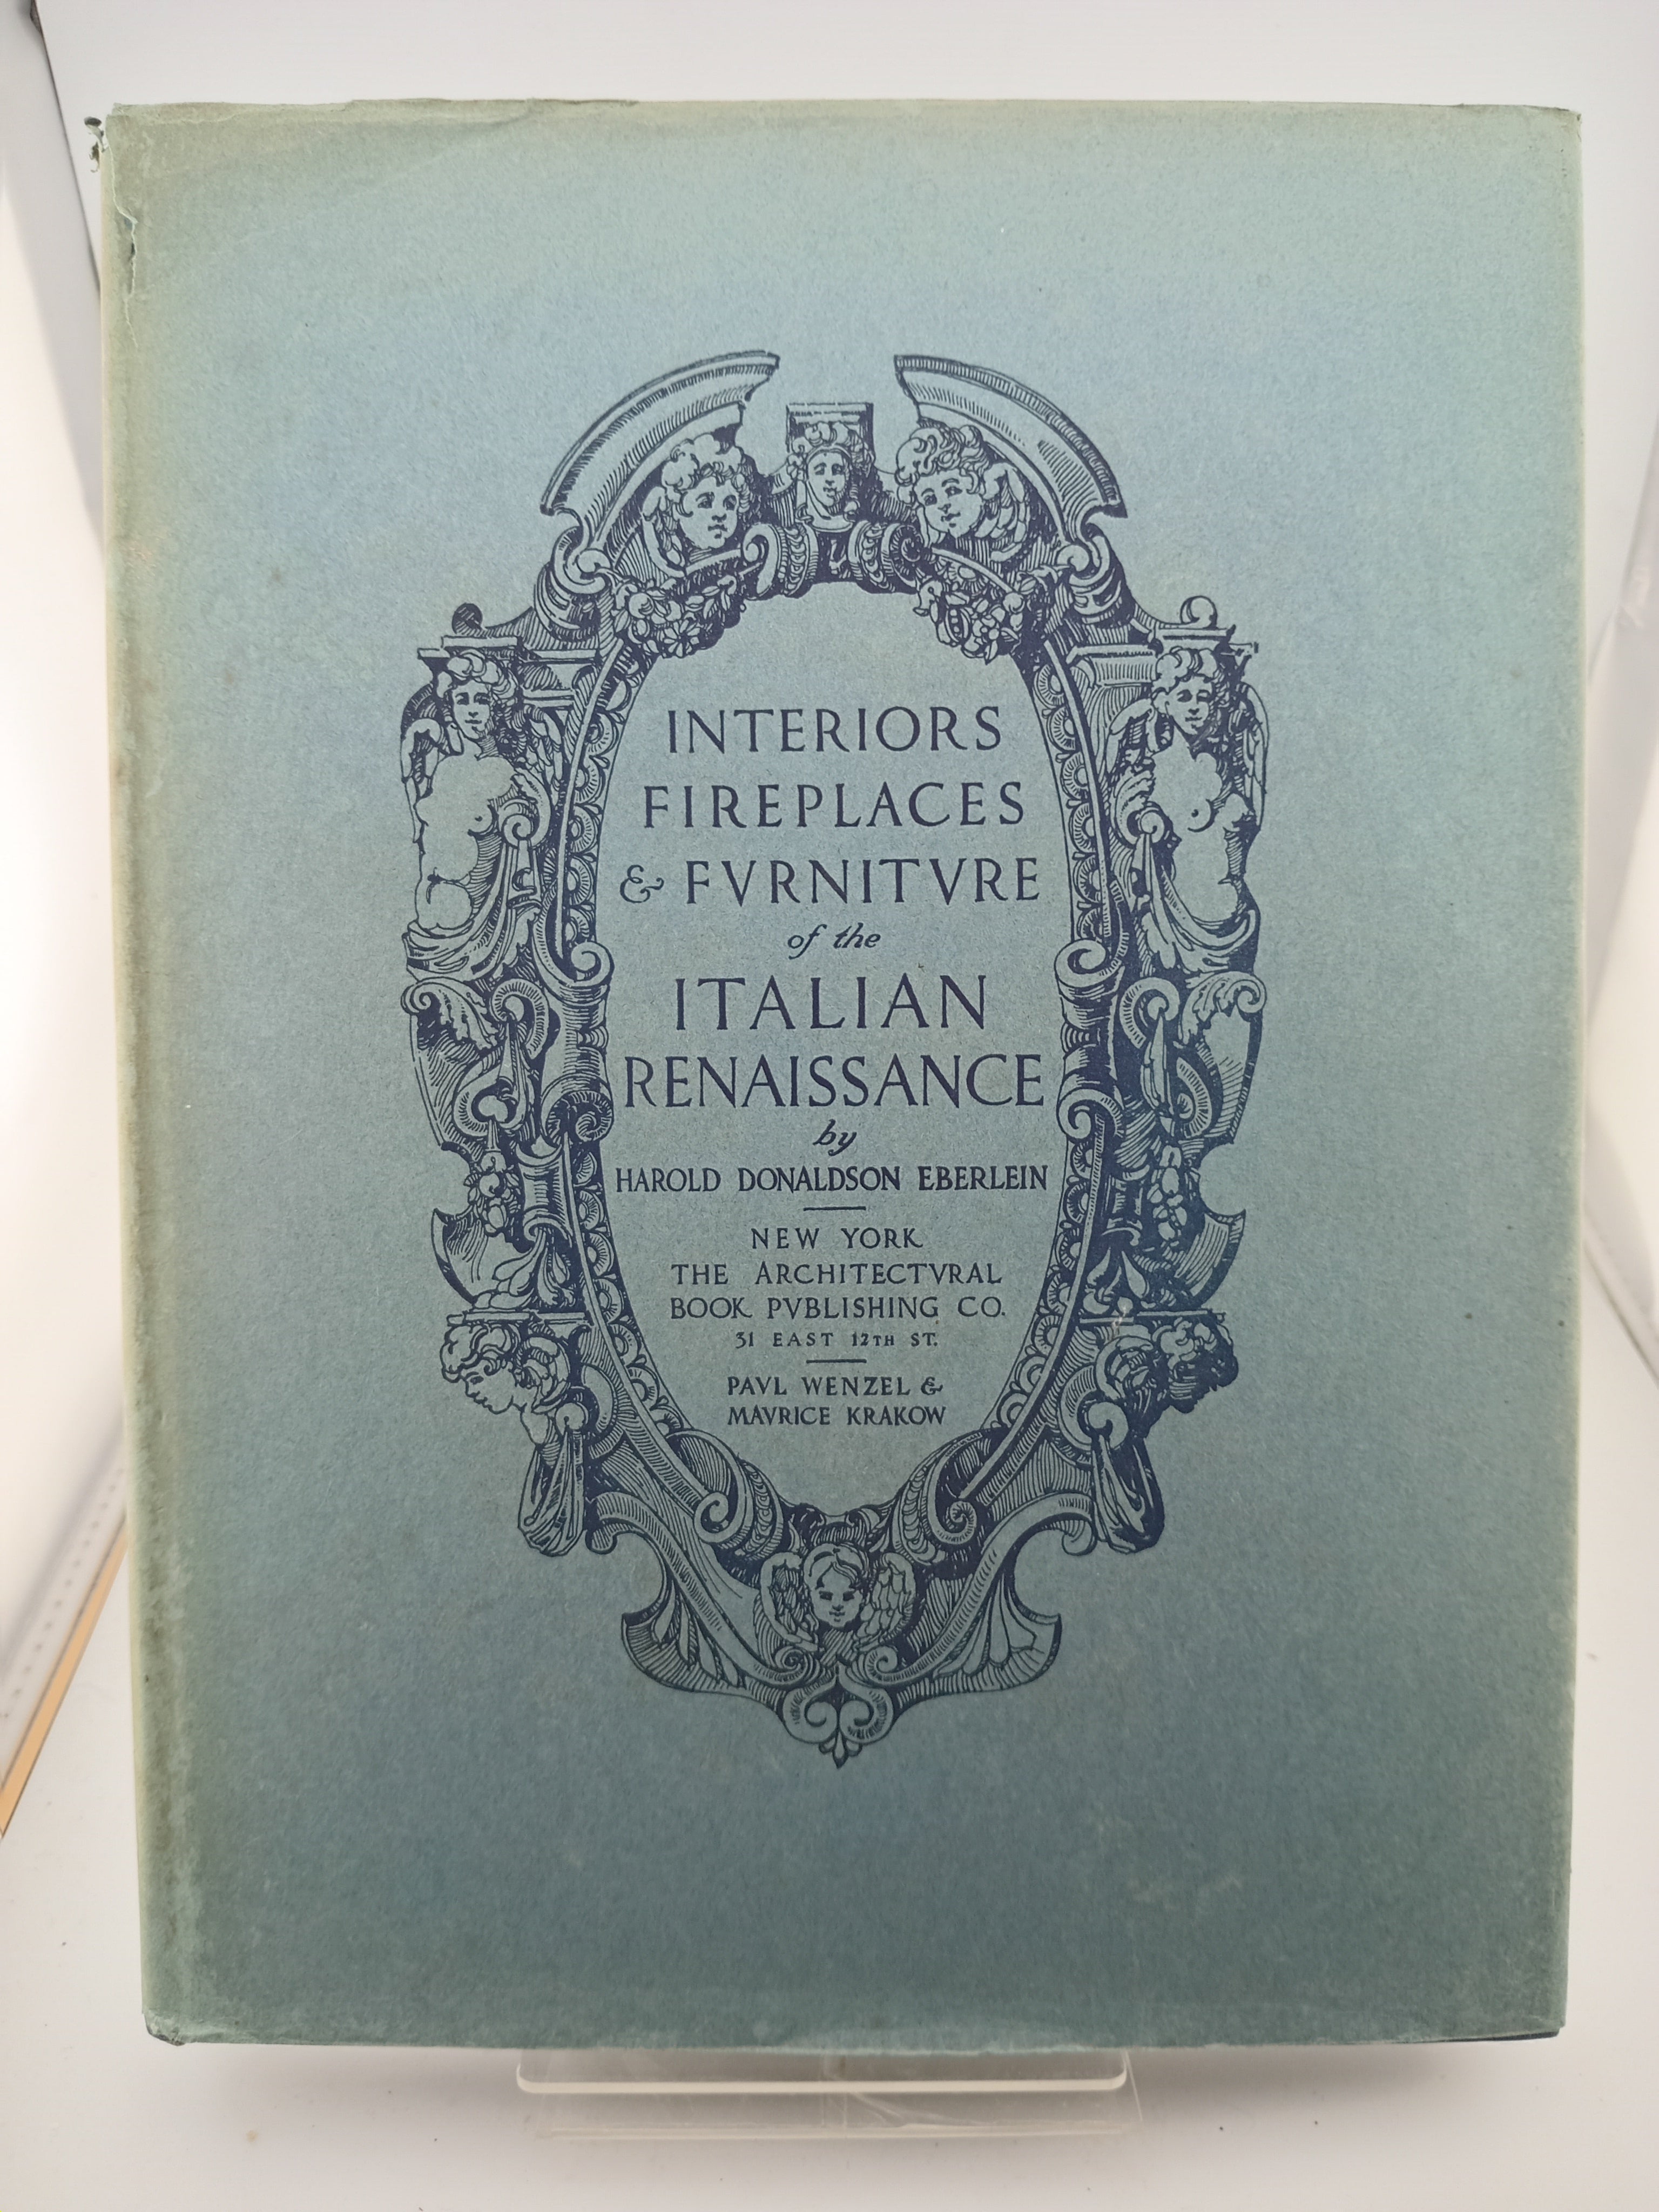 INTERIORS
FIREPLACES
& FVRNITVRE
of the
ITALIAN
RENAISSANCE
by
HAROLD DONALDSON EBERLEIN
NEW YORK
THE ARCHITECTVRAL
BOOK PVBLISHING CO.
31 EAST 12TH ST.
PAVL WENZEL &
MAVRICE KRAKOW